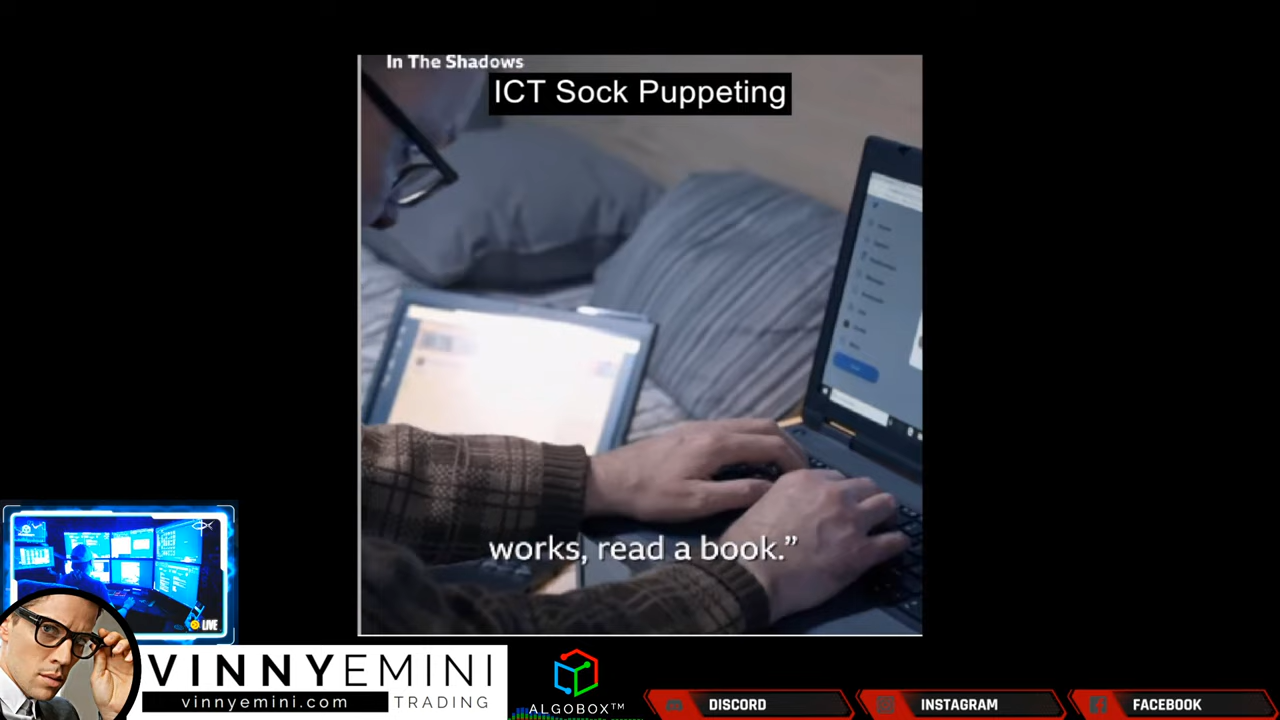 In The Shadows
ICT Sock Puppeting
works, read a book.”
LIVE
VINNYEMINI
vinnyemini.com
TRADING
ALGOBOX™
DISCORD
INSTAGRAM
FACEBOOK